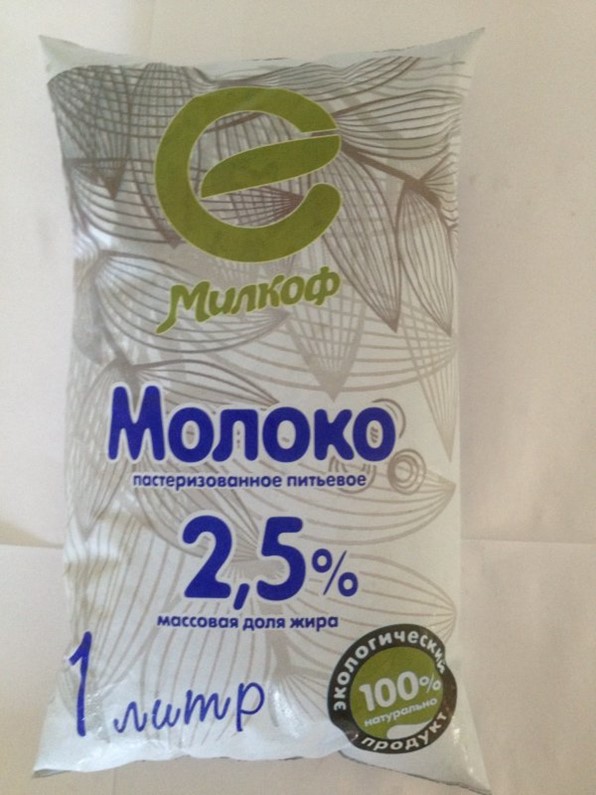 Милкоф
Молоко
пастеризованное питьевое
2,5%
массовая доля жира
1 литр
экологический
100%
натурально
продукт